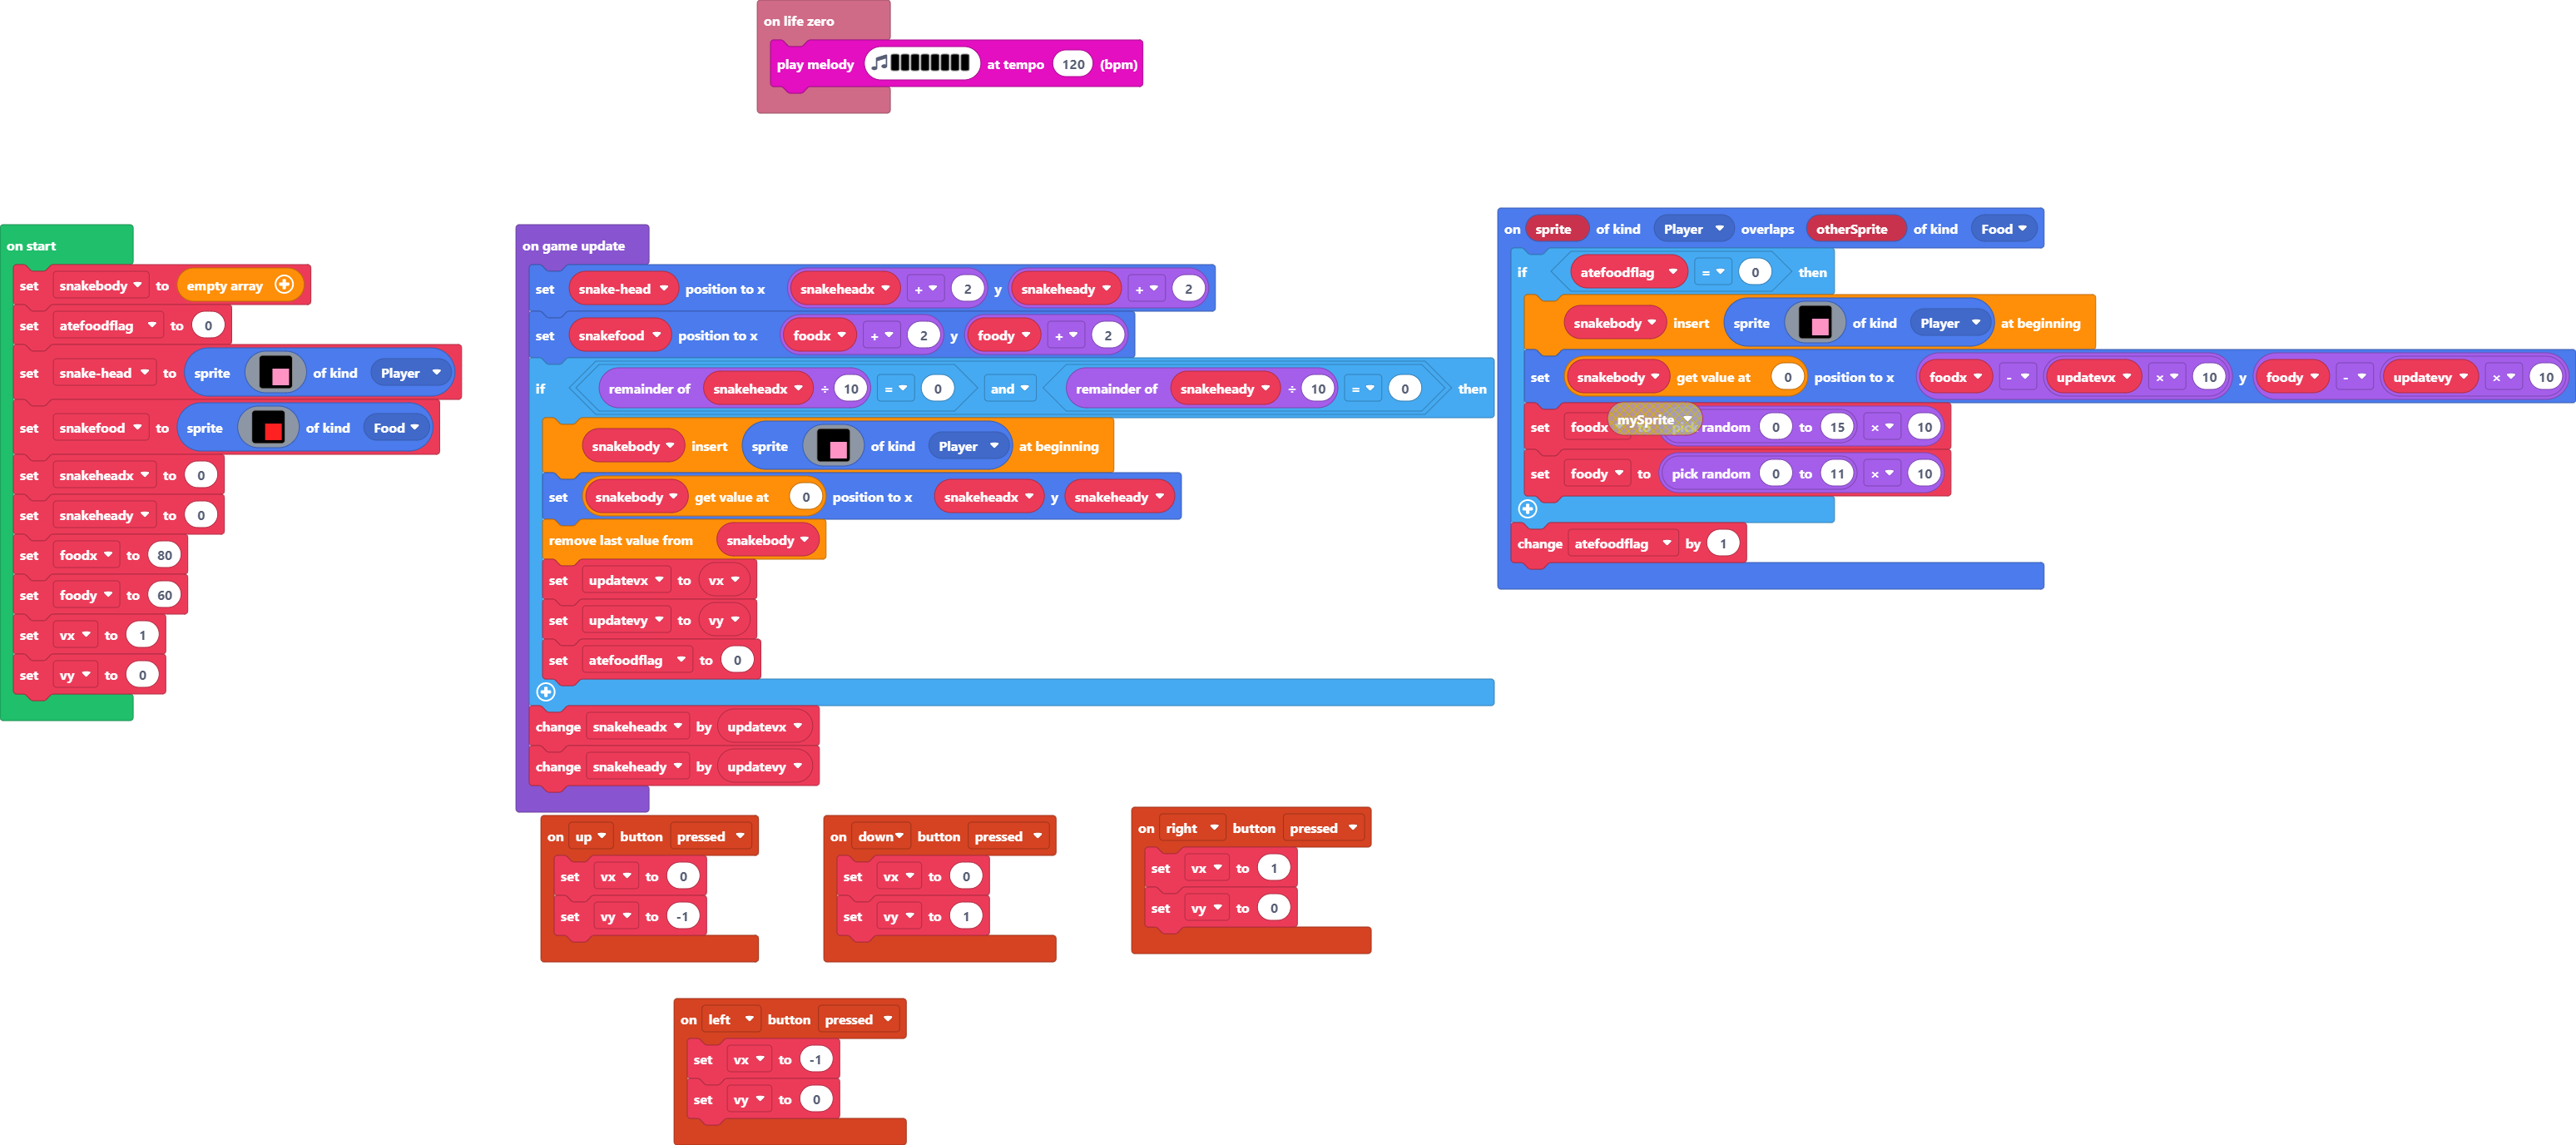 on life zero
play melody at tempo 120 (bpm)
on start
set snakebody to empty array
set atefoodflag to 0
set snake-head to sprite of kind Player
set snakefood to sprite of kind Food
set snakeheadx to 0
set snakeheady to 0
set foodx to 80
set foody to 60
set vx to 1
set vy to 0
on game update
set snake-head position to x snakeheadx + 2 y snakeheady + 2
set snakefood position to x foodx + 2 y foody + 2
if remainder of snakeheadx ÷ 10 = 0 and remainder of snakeheady ÷ 10 = 0 then
snakebody insert sprite of kind Player at beginning
set snakebody get value at 0 position to x snakeheadx y snakeheady
remove last value from snakebody
set updatevx to vx
set updatevy to vy
set atefoodflag to 0
change snakeheadx by updatevx
change snakeheady by updatevy
on sprite of kind Player overlaps otherSprite of kind Food
if atefoodflag = 0 then
snakebody insert sprite of kind Player at beginning
set snakebody get value at 0 position to x foodx - updatevx × 10 y foody - updatevy × 10
mySprite
set foodx to pick random 0 to 15 × 10
set foody to pick random 0 to 11 × 10
change atefoodflag by 1
on up button pressed
set vx to 0
set vy to -1
on down button pressed
set vx to 0
set vy to 1
on right button pressed
set vx to 1
set vy to 0
on left button pressed
set vx to -1
set vy to 0